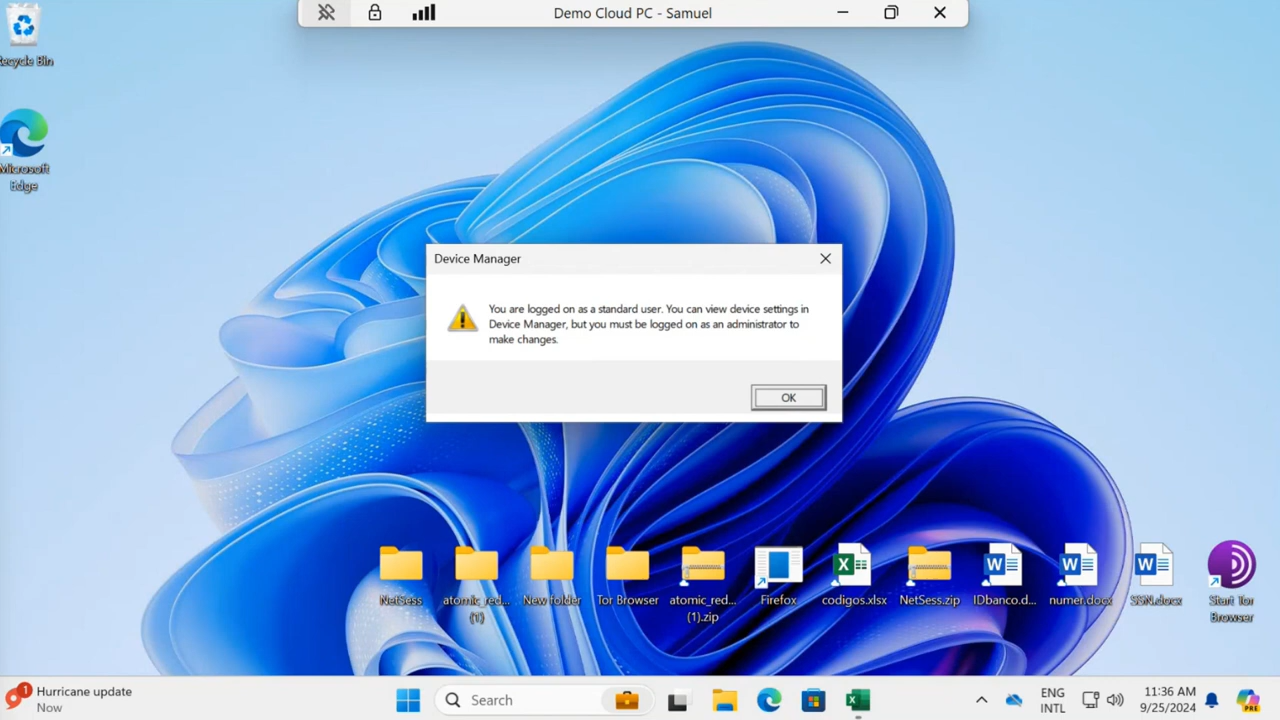 Demo Cloud PC - Samuel
ecycle Bin
Microsoft
Edge
Device Manager
You are logged on as a standard user. You can view device settings in
Device Manager, but you must be logged on as an administrator to
make changes.
OK
NetSess
atomic_red...
(1)
New folder
Tor Browser
atomic_red...
(1).zip
Firefox
codigos.xlsx
NetSess.zip
IDbanco.d...
numer.docx
SSN.docx
Start Tor
Browser
1
Hurricane update
Now
Search
ENG
INTL
11:36 AM
9/25/2024
PRE